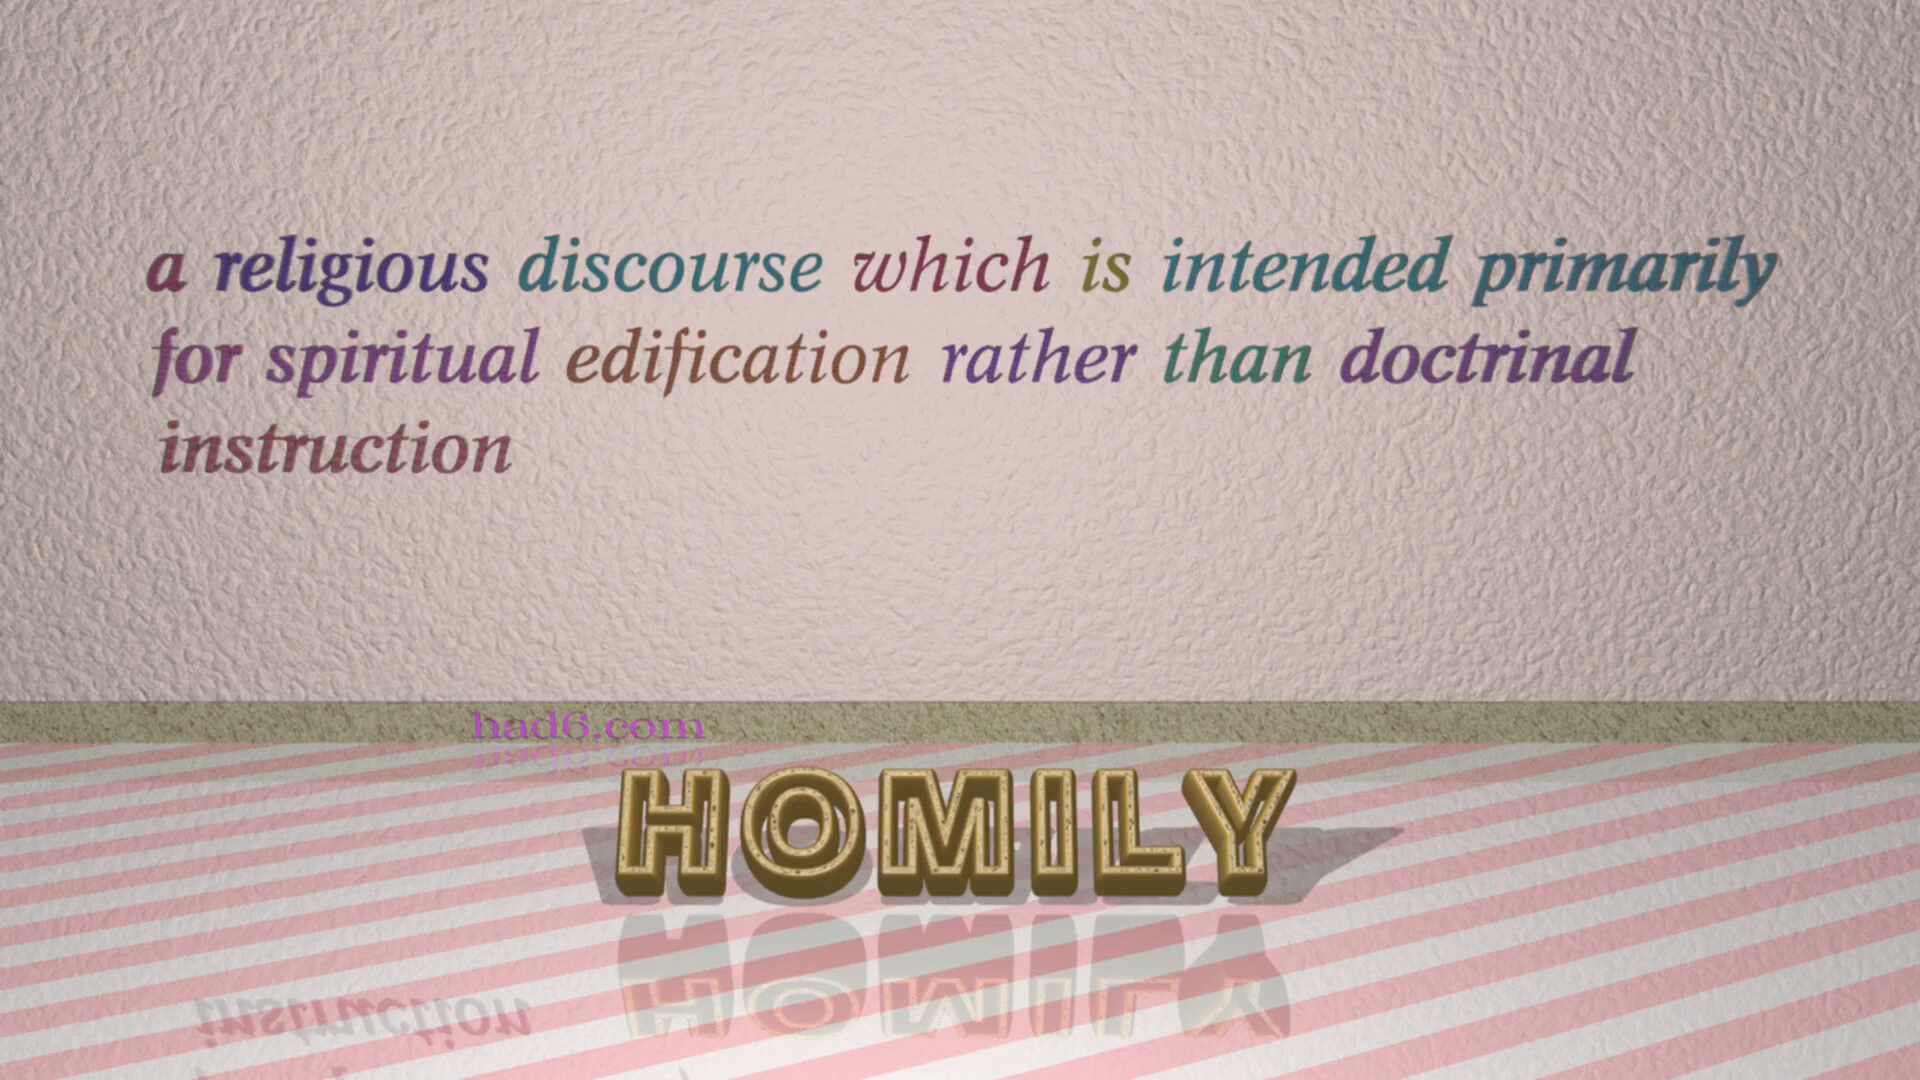 a religious discourse which is intended primarily
for spiritual edification rather than doctrinal
instruction
had6.com
HOMILY